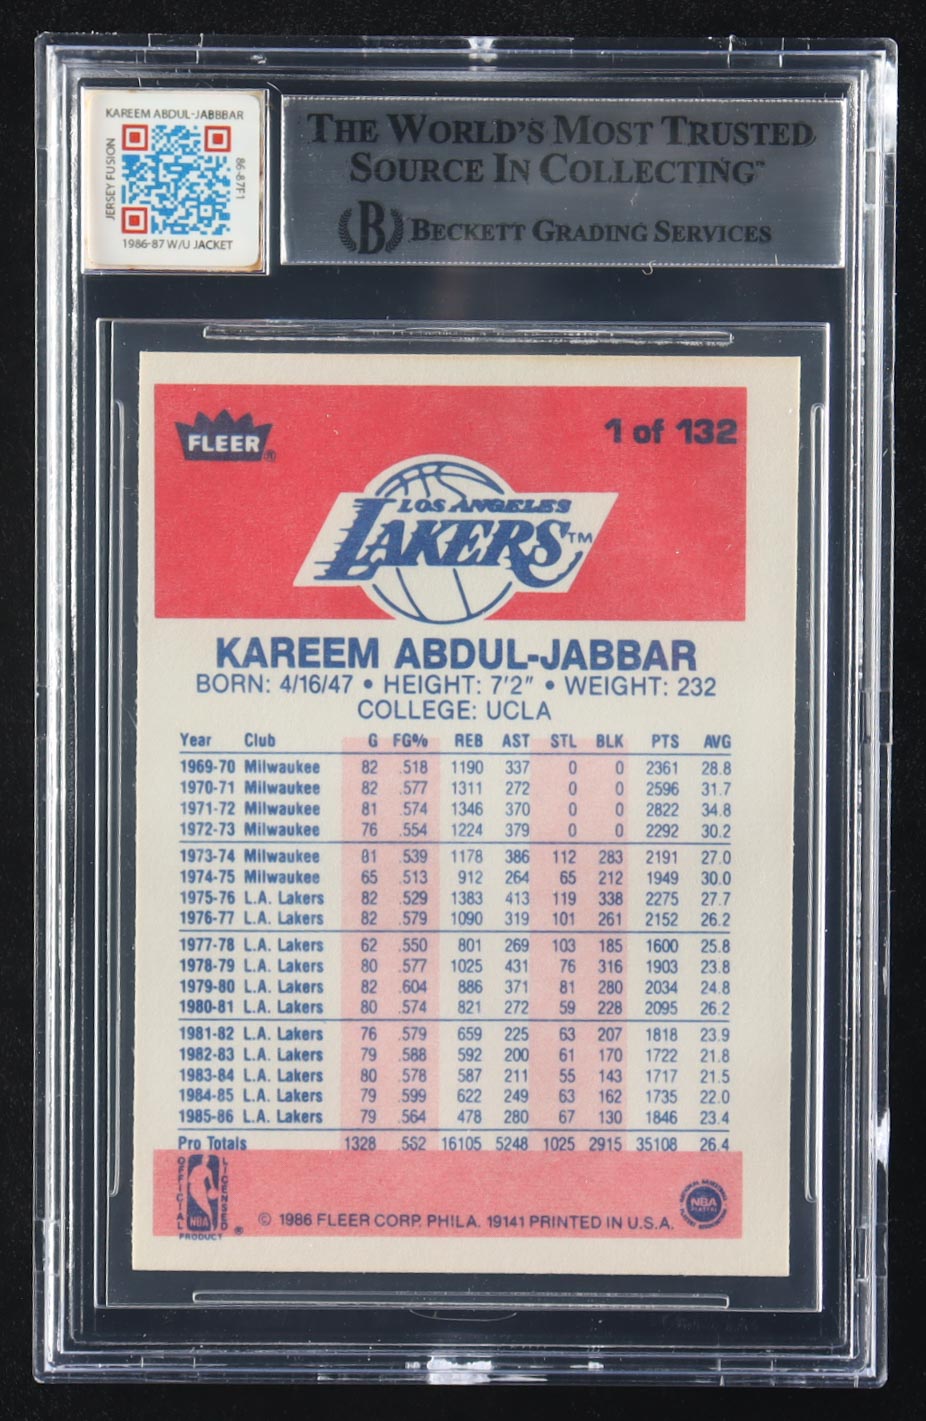 KAREEM ABDUL-JABBBAR
JERSEY FUSION
86-87F1
1986-87 W/U JACKET
THE WORLD'S MOST TRUSTED
SOURCE IN COLLECTING™
B BECKETT GRADING SERVICES
FLEER®
1 of 132
LOS ANGELES
LAKERS™
KAREEM ABDUL-JABBAR
BORN: 4/16/47 • HEIGHT: 7'2" • WEIGHT: 232
COLLEGE: UCLA
Year Club G FG% REB AST STL BLK PTS AVG
1969-70 Milwaukee 82 .518 1190 337 0 0 2361 28.8
1970-71 Milwaukee 82 .577 1311 272 0 0 2596 31.7
1971-72 Milwaukee 81 .574 1346 370 0 0 2822 34.8
1972-73 Milwaukee 76 .554 1224 379 0 0 2292 30.2
1973-74 Milwaukee 81 .539 1178 386 112 283 2191 27.0
1974-75 Milwaukee 65 .513 912 264 65 212 1949 30.0
1975-76 L.A. Lakers 82 .529 1383 413 119 338 2275 27.7
1976-77 L.A. Lakers 82 .579 1090 319 101 261 2152 26.2
1977-78 L.A. Lakers 62 .550 801 269 103 185 1600 25.8
1978-79 L.A. Lakers 80 .577 1025 431 76 316 1903 23.8
1979-80 L.A. Lakers 82 .604 886 371 81 280 2034 24.8
1980-81 L.A. Lakers 80 .574 821 272 59 228 2095 26.2
1981-82 L.A. Lakers 76 .579 659 225 63 207 1818 23.9
1982-83 L.A. Lakers 79 .588 592 200 61 170 1722 21.8
1983-84 L.A. Lakers 80 .578 587 211 55 143 1717 21.5
1984-85 L.A. Lakers 79 .599 622 249 63 162 1735 22.0
1985-86 L.A. Lakers 79 .564 478 280 67 130 1846 23.4
Pro Totals 1328 .562 16105 5248 1025 2915 35108 26.4
OFFICIAL
LICENSED
NBA
PRODUCT
®
© 1986 FLEER CORP. PHILA. 19141 PRINTED IN U.S.A.
NATIONAL BASKETBALL
NBA
PLAYERS